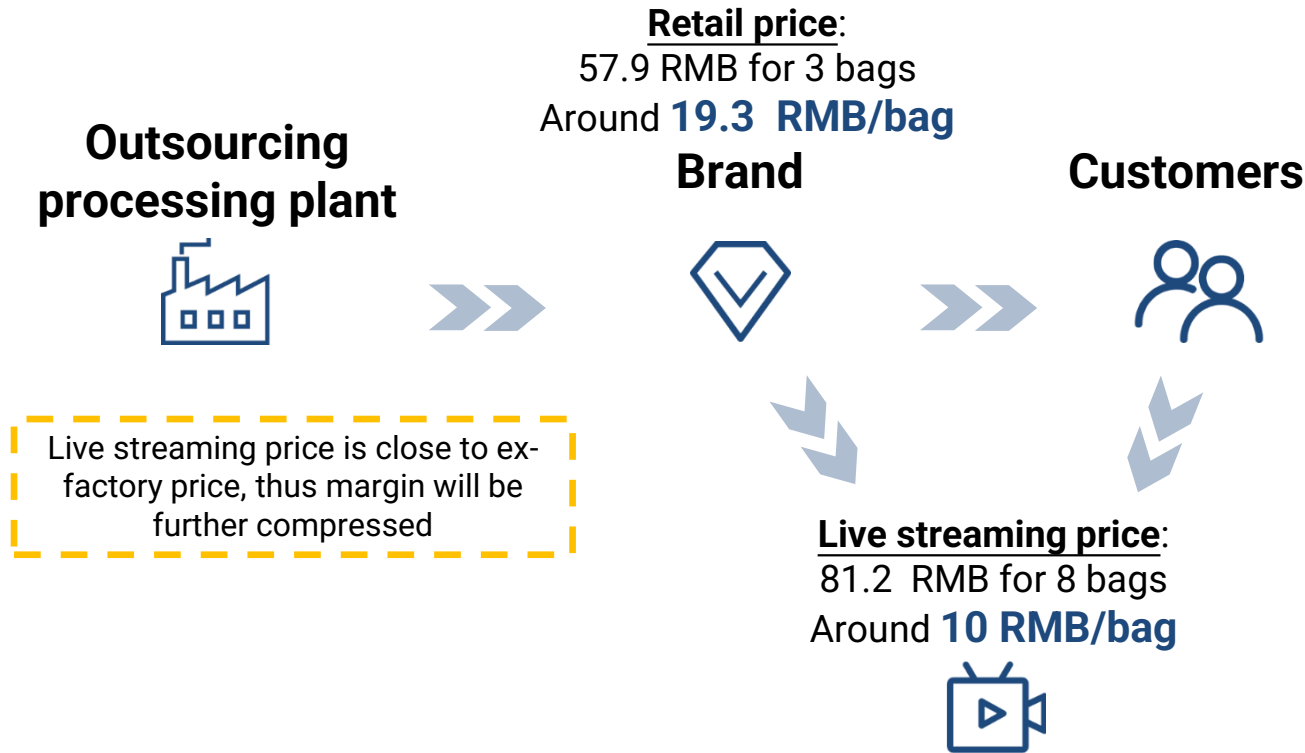 Retail price:
57.9 RMB for 3 bags
Around 19.3 RMB/bag
Outsourcing
processing plant
Brand
Customers
Live streaming price is close to ex-
factory price, thus margin will be
further compressed
Live streaming price:
81.2 RMB for 8 bags
Around 10 RMB/bag